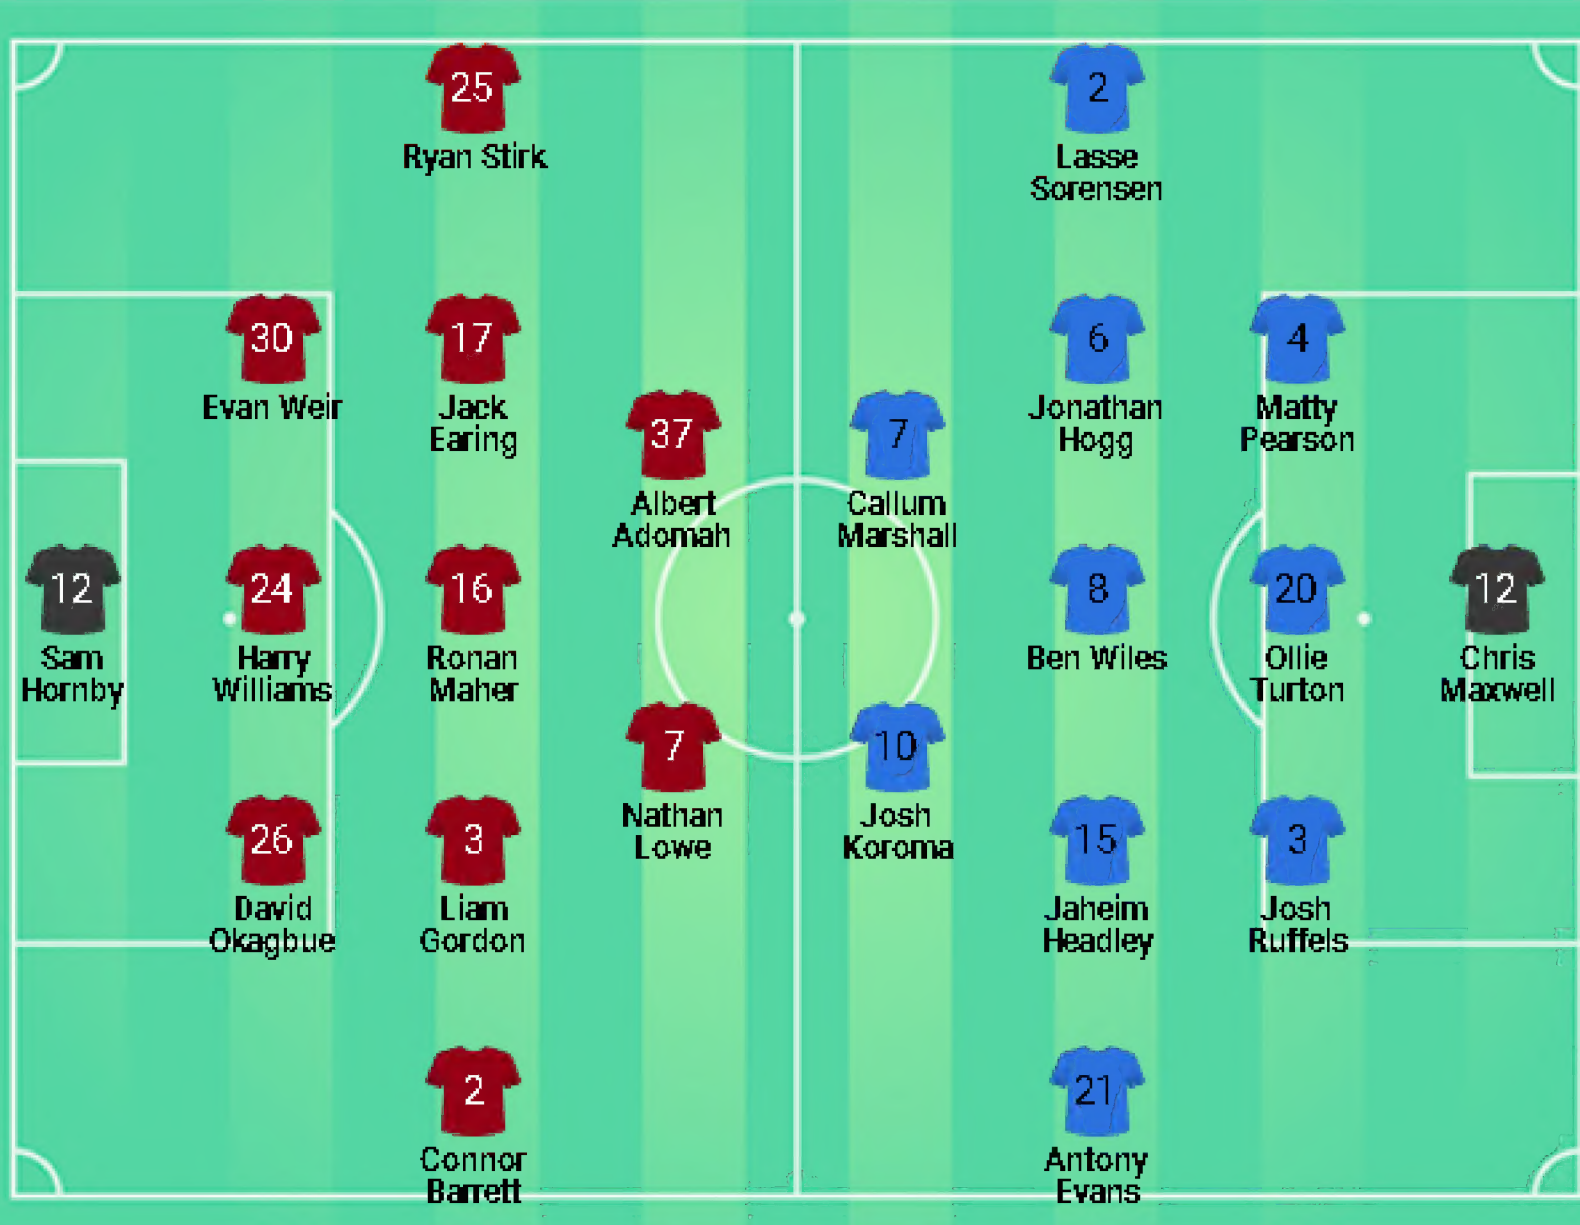 25
Ryan Stirk
2
Lasse
Sorensen
30
Evan Weir
17
Jack
Earing
6
Jonathan
Hogg
4
Matty
Pearson
37
Albert
Adomah
7
Callum
Marshall
12
Sam
Hornby
24
Harry
Williams
16
Ronan
Maher
8
Ben Wiles
20
Ollie
Turton
12
Chris
Maxwell
7
Nathan
Lowe
10
Josh
Koroma
26
David
Okagbue
3
Liam
Gordon
15
Jaheim
Headley
3
Josh
Ruffels
2
Connor
Barrett
21
Antony
Evans